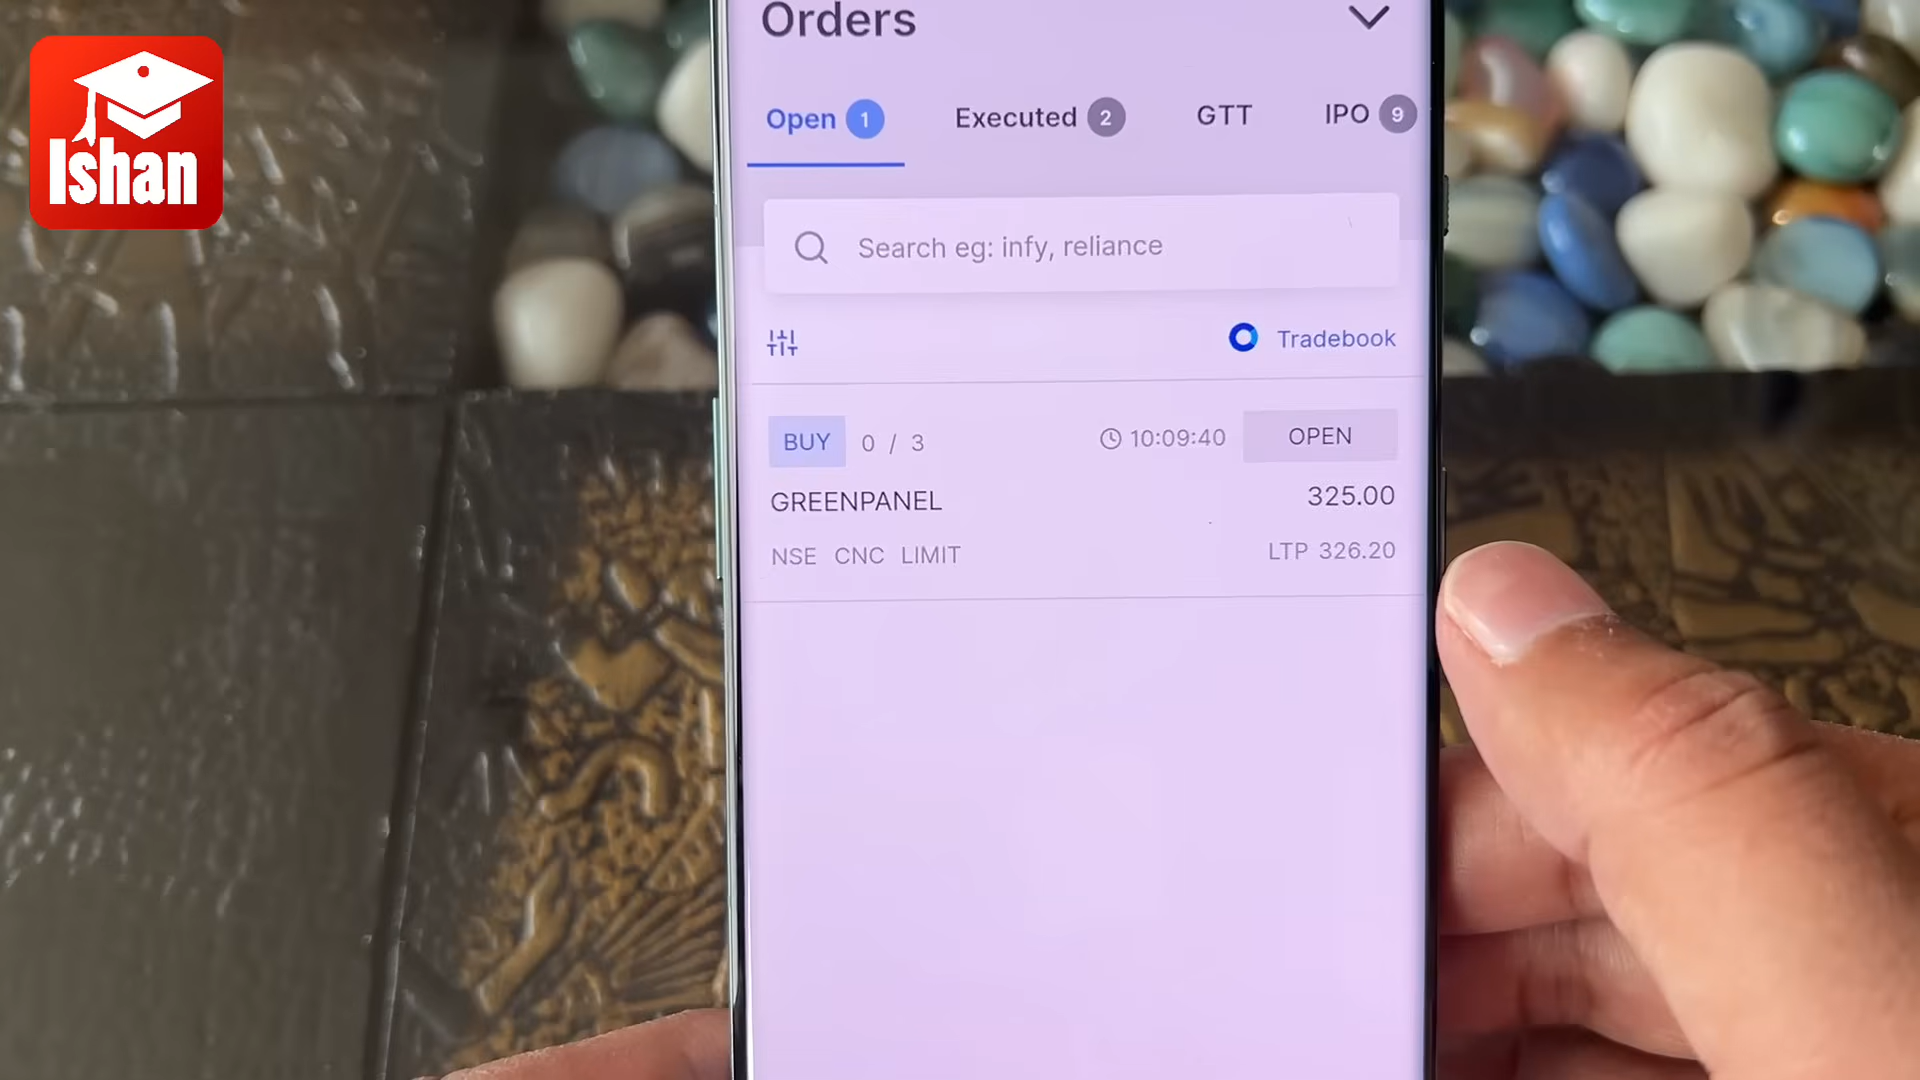 Ishan
Orders
Open 1 Executed 2 GTT IPO 9
Search eg: infy, reliance
Tradebook
BUY 0 / 3 10:09:40 OPEN
GREENPANEL 325.00
NSE CNC LIMIT LTP 326.20